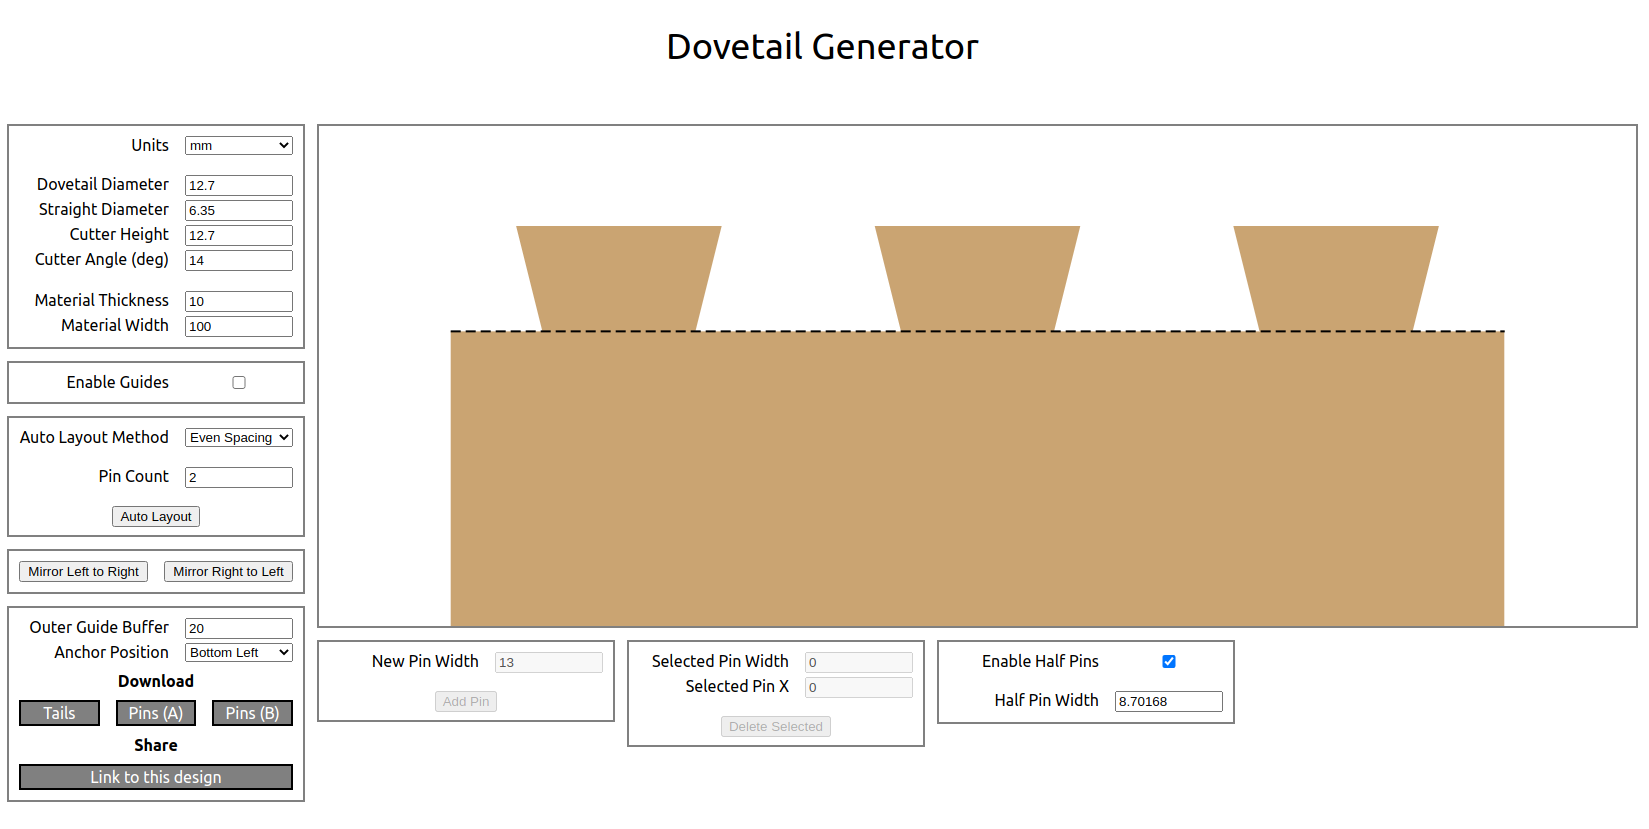 Dovetail Generator
Units mm
Dovetail Diameter 12.7
Straight Diameter 6.35
Cutter Height 12.7
Cutter Angle (deg) 14
Material Thickness 10
Material Width 100
Enable Guides
Auto Layout Method Even Spacing
Pin Count 2
Auto Layout
Mirror Left to Right Mirror Right to Left
Outer Guide Buffer 20
Anchor Position Bottom Left
Download
Tails Pins (A) Pins (B)
Share
Link to this design
New Pin Width 13
Add Pin
Selected Pin Width 0
Selected Pin X 0
Delete Selected
Enable Half Pins
Half Pin Width 8.70168